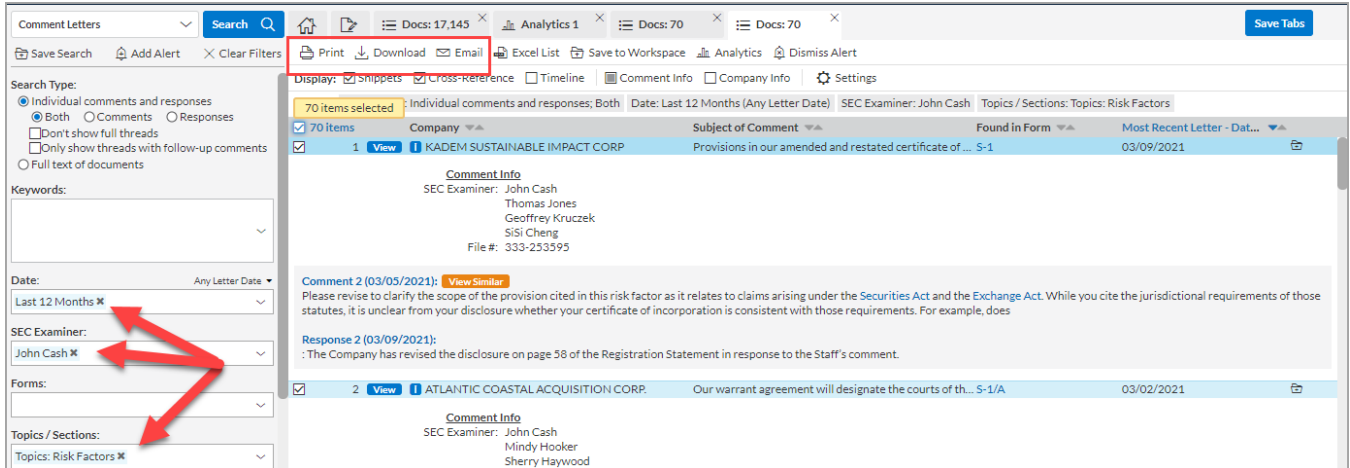 Comment Letters
Search
Docs: 17,145
Analytics 1
Docs: 70
Docs: 70
Save Tabs
Save Search
Add Alert
Clear Filters
Print
Download
Email
Excel List
Save to Workspace
Analytics
Dismiss Alert
Search Type:
Individual comments and responses
Both
Comments
Responses
Don't show full threads
Only show threads with follow-up comments
Full text of documents
Keywords:
Date:
Any Letter Date
Last 12 Months
SEC Examiner:
John Cash
Forms:
Topics / Sections:
Topics: Risk Factors
Display:
Snippets
Cross-Reference
Timeline
Comment Info
Company Info
Settings
70 items selected
: Individual comments and responses; Both
Date: Last 12 Months (Any Letter Date)
SEC Examiner: John Cash
Topics / Sections: Topics: Risk Factors
70 items
Company
Subject of Comment
Found in Form
Most Recent Letter - Dat...
1 View I KADEM SUSTAINABLE IMPACT CORP
Provisions in our amended and restated certificate of ...
S-1
03/09/2021
Comment Info
SEC Examiner: John Cash
Thomas Jones
Geoffrey Kruczek
SiSi Cheng
File #: 333-253595
Comment 2 (03/05/2021): View Similar
Please revise to clarify the scope of the provision cited in this risk factor as it relates to claims arising under the Securities Act and the Exchange Act. While you cite the jurisdictional requirements of those
statutes, it is unclear from your disclosure whether your certificate of incorporation is consistent with those requirements. For example, does
Response 2 (03/09/2021):
: The Company has revised the disclosure on page 58 of the Registration Statement in response to the Staff's comment.
2 View I ATLANTIC COASTAL ACQUISITION CORP.
Our warrant agreement will designate the courts of th...
S-1/A
03/02/2021
Comment Info
SEC Examiner: John Cash
Mindy Hooker
Sherry Haywood